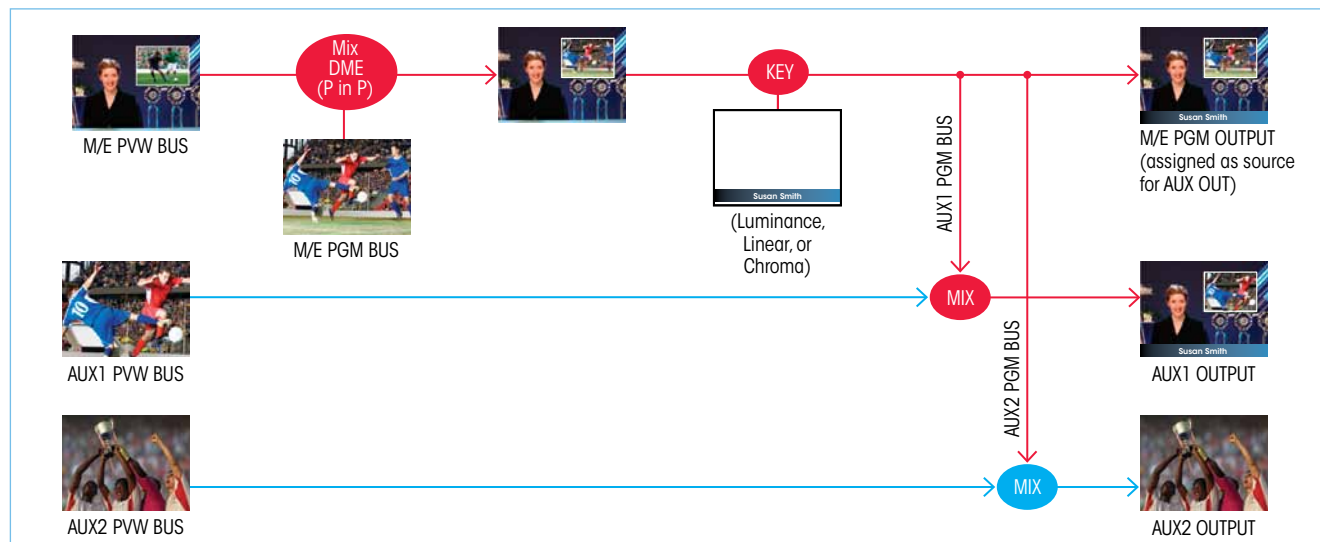 Mix
DME
(P in P)
M/E PVW BUS
M/E PGM BUS
10
KEY
Susan Smith
(Luminance,
Linear, or
Chroma)
AUX1 PGM BUS
AUX2 PGM BUS
Susan Smith
M/E PGM OUTPUT
(assigned as source
for AUX OUT)
10
AUX1 PVW BUS
MIX
Susan Smith
AUX1 OUTPUT
AUX2 PVW BUS
MIX
AUX2 OUTPUT